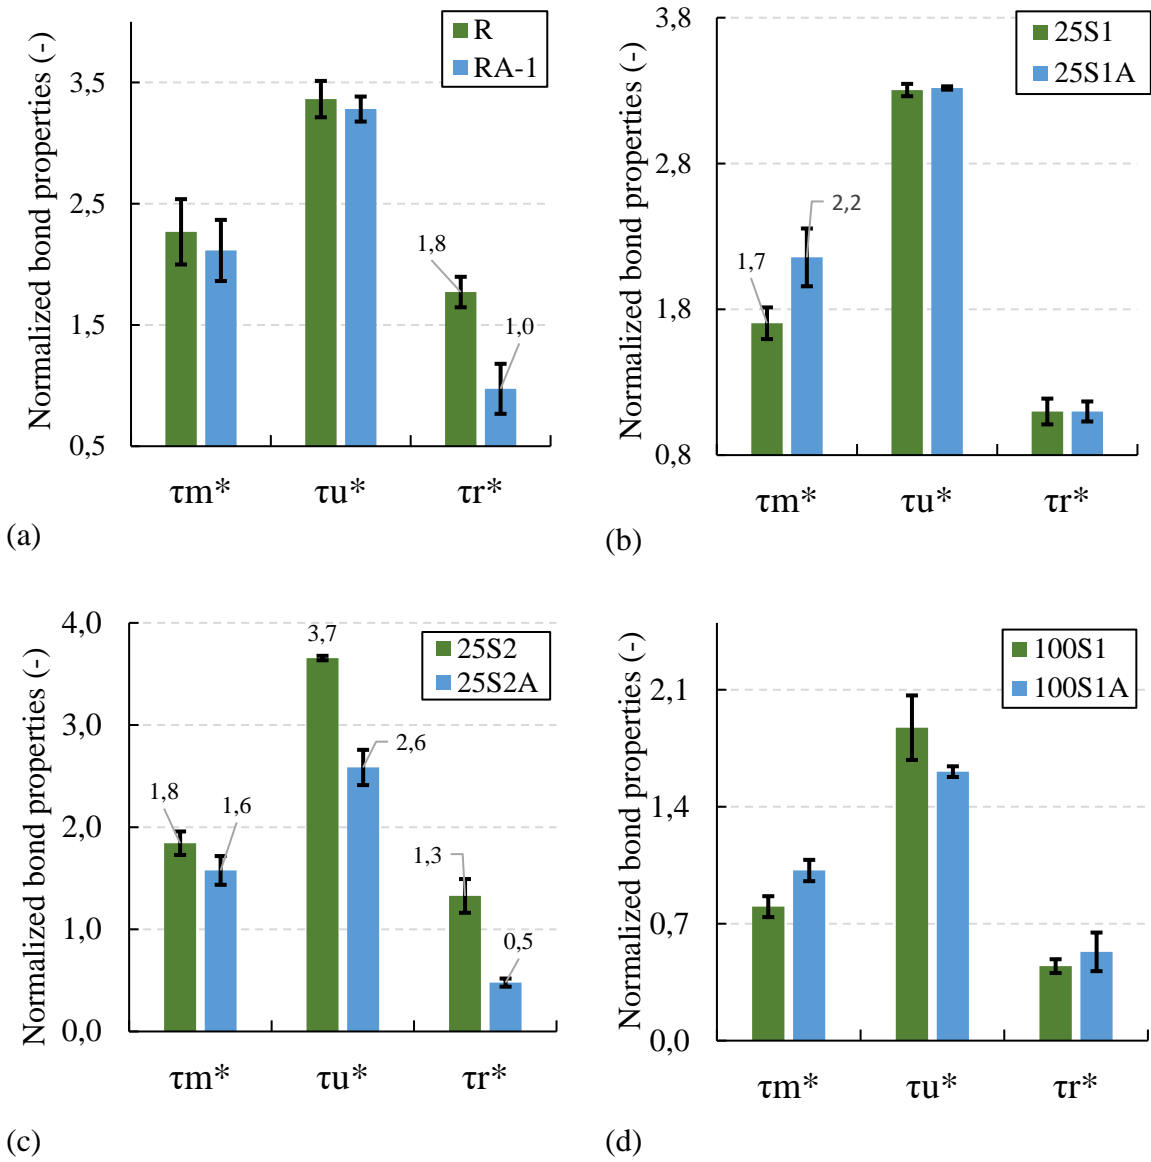 Normalized bond properties (-)
R
RA-1
3,5
2,5
1,5
0,5
1,8
1,0
τm*
τu*
τr*
(a)
Normalized bond properties (-)
25S1
25S1A
3,8
2,8
1,8
0,8
1,7
2,2
τm*
τu*
τr*
(b)
Normalized bond properties (-)
25S2
25S2A
4,0
3,0
2,0
1,0
0,0
1,8
1,6
3,7
2,6
1,3
0,5
τm*
τu*
τr*
(c)
Normalized bond properties (-)
100S1
100S1A
2,1
1,4
0,7
0,0
τm*
τu*
τr*
(d)